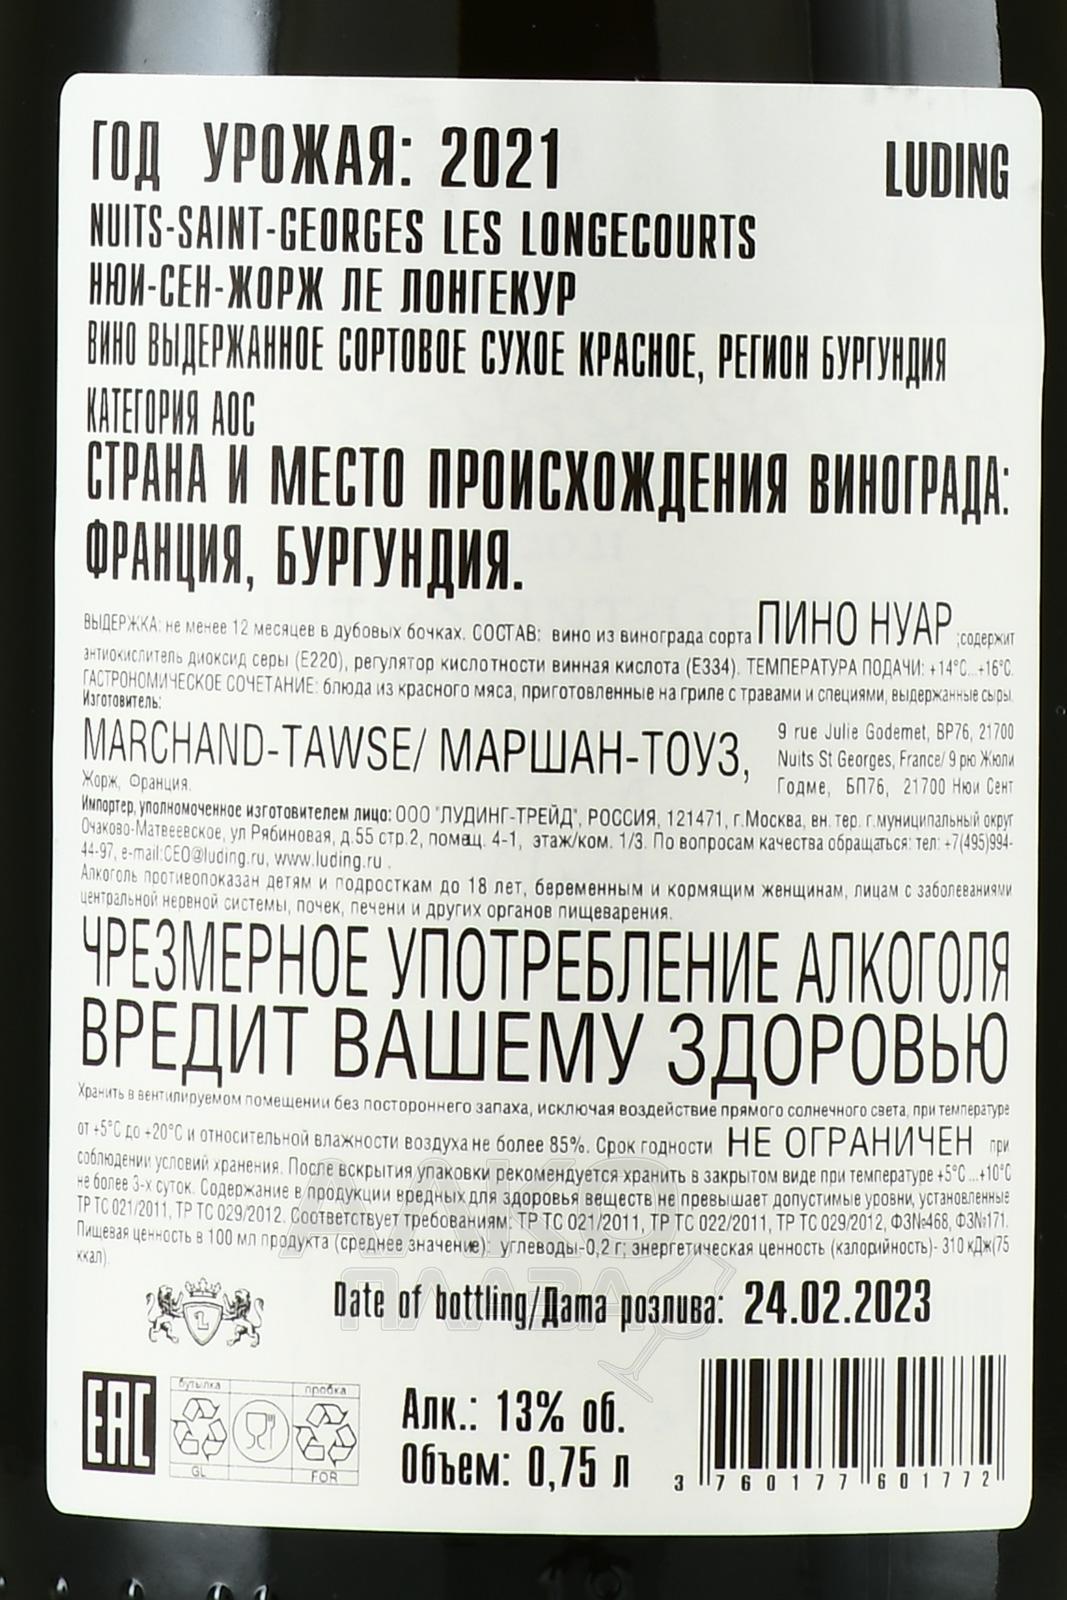 ГОД УРОЖАЯ: 2021
LUDING
NUITS-SAINT-GEORGES LES LONGECOURTS
НЮИ-СЕН-ЖОРЖ ЛЕ ЛОНГЕКУР
ВИНО ВЫДЕРЖАННОЕ СОРТОВОЕ СУХОЕ КРАСНОЕ, РЕГИОН БУРГУНДИЯ
КАТЕГОРИЯ АОС
СТРАНА И МЕСТО ПРОИСХОЖДЕНИЯ ВИНОГРАДА:
ФРАНЦИЯ, БУРГУНДИЯ.
ВЫДЕРЖКА: не менее 12 месяцев в дубовых бочках. СОСТАВ: вино из винограда сорта ПИНО НУАР ;содержит
антиокислитель диоксид серы (Е220), регулятор кислотности винная кислота (Е334). ТЕМПЕРАТУРА ПОДАЧИ: +14°С...+16°С.
ГАСТРОНОМИЧЕСКОЕ СОЧЕТАНИЕ: блюда из красного мяса, приготовленные на гриле с травами и специями, выдержанные сыры.
Изготовитель:
MARCHAND-TAWSE/ МАРШАН-ТОУЗ,
9 rue Julie Godemet, BP76, 21700
Nuits St Georges, France/ 9 рю Жюли
Годме, БП76, 21700 Нюи Сент
Жорж, Франция.
Импортер, уполномоченное изготовителем лицо: ООО "ЛУДИНГ-ТРЕЙД", РОССИЯ, 121471, г.Москва, вн. тер. г.муниципальный округ
Очаково-Матвеевское, ул Рябиновая, д.55 стр.2, помещ. 4-1, этаж/ком. 1/3. По вопросам качества обращаться: тел: +7(495)994-
44-97, e-mail:CEO@luding.ru, www.luding.ru .
Алкоголь противопоказан детям и подросткам до 18 лет, беременным и кормящим женщинам, лицам с заболеваниями
центральной нервной системы, почек, печени и других органов пищеварения.
ЧРЕЗМЕРНОЕ УПОТРЕБЛЕНИЕ АЛКОГОЛЯ
ВРЕДИТ ВАШЕМУ ЗДОРОВЬЮ
Хранить в вентилируемом помещении без постороннего запаха, исключая воздействие прямого солнечного света, при температуре
от +5°С до +20°С и относительной влажности воздуха не более 85%. Срок годности НЕ ОГРАНИЧЕН при
соблюдении условий хранения. После вскрытия упаковки рекомендуется хранить в закрытом виде при температуре +5°С...+10°С
не более 3-х суток. Содержание в продукции вредных для здоровья веществ не превышает допустимые уровни, установленные
ТР ТС 021/2011, ТР ТС 029/2012. Соответствует требованиям: ТР ТС 021/2011, ТР ТС 022/2011, ТР ТС 029/2012, ФЗ№468, ФЗ№171.
Пищевая ценность в 100 мл продукта (среднее значение): углеводы-0,2 г; энергетическая ценность (калорийность)- 310 кДж(75
ккал).
АЛКО ПЛАЗА
L
Date of bottling/Дата розлива: 24.02.2023
EAC
бутылка
пробка
GL
FOR
Алк.: 13% об.
Объем: 0,75 л
3 760177 601772